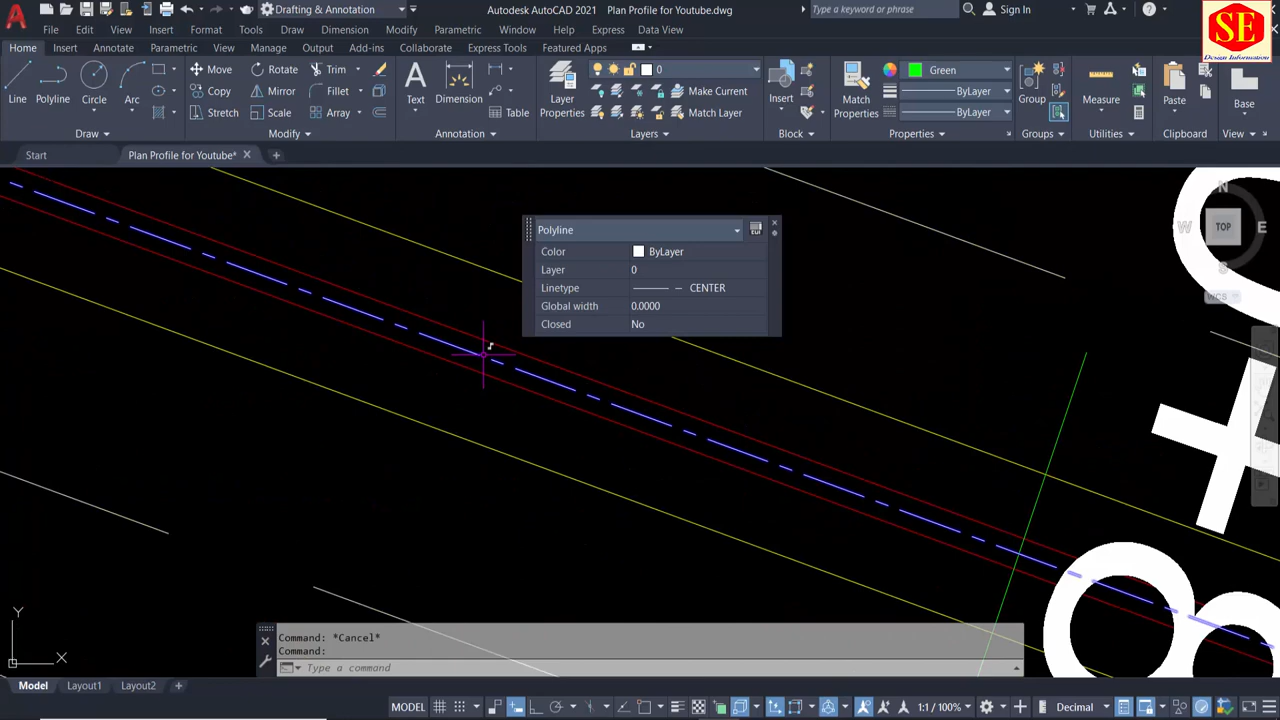 Drafting & Annotation
Autodesk AutoCAD 2021 Plan Profile for Youtube.dwg
Type a keyword or phrase
Sign In
SE
Design Information
File Edit View Insert Format Tools Draw Dimension Modify Parametric Window Express Data View
Home Insert Annotate Parametric View Manage Output Add-ins Collaborate Express Tools Featured Apps
Line Polyline Circle Arc
Move Rotate Trim
Copy Mirror Fillet
Stretch Scale Array
Text Dimension Table
Layer Properties
0
Make Current
Match Layer
Insert
Match Properties
Green
ByLayer
ByLayer
Group
Measure
Paste
Base
Draw Modify Annotation Layers Block Properties Groups Utilities Clipboard View
Start Plan Profile for Youtube*
N
W TOP E
S
WCS
Polyline
Color ByLayer
Layer 0
Linetype CENTER
Global width 0.0000
Closed No
+
8
Y
X
Command: *Cancel*
Command:
Type a command
Model Layout1 Layout2 +
MODEL 1:1 / 100% Decimal